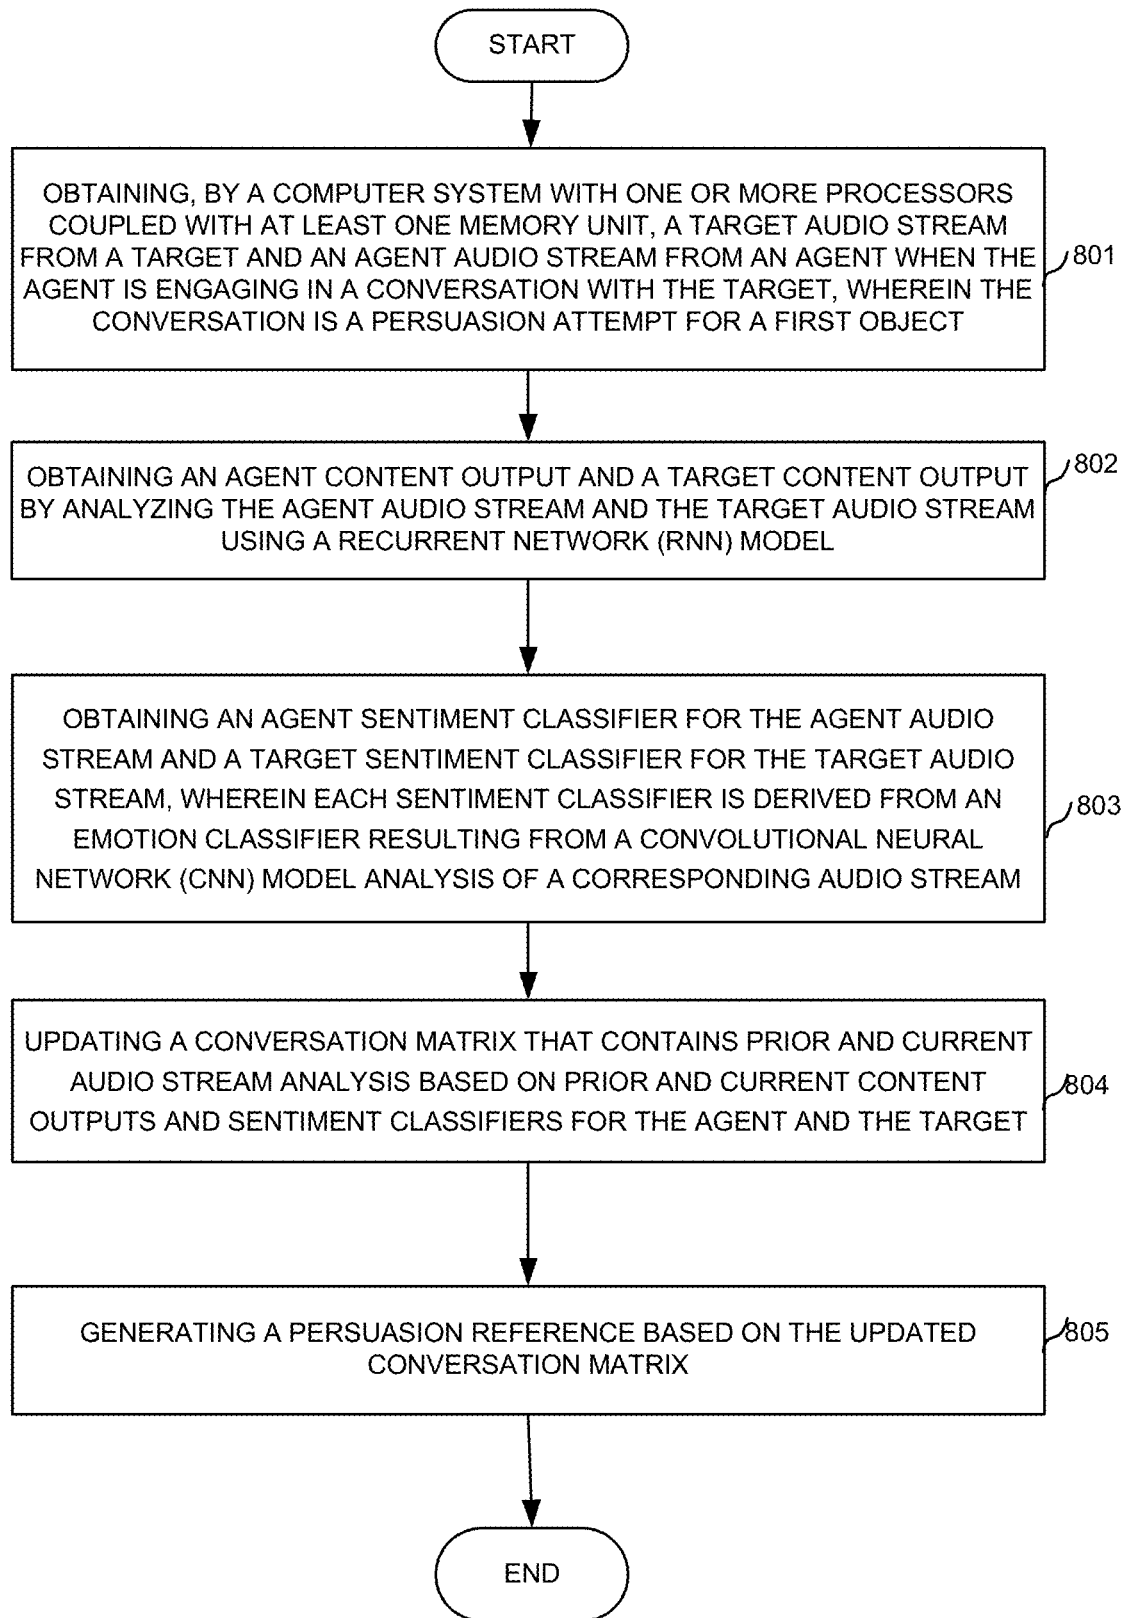 START
OBTAINING, BY A COMPUTER SYSTEM WITH ONE OR MORE PROCESSORS
COUPLED WITH AT LEAST ONE MEMORY UNIT, A TARGET AUDIO STREAM
FROM A TARGET AND AN AGENT AUDIO STREAM FROM AN AGENT WHEN THE
AGENT IS ENGAGING IN A CONVERSATION WITH THE TARGET, WHEREIN THE
CONVERSATION IS A PERSUASION ATTEMPT FOR A FIRST OBJECT
801
OBTAINING AN AGENT CONTENT OUTPUT AND A TARGET CONTENT OUTPUT
BY ANALYZING THE AGENT AUDIO STREAM AND THE TARGET AUDIO STREAM
USING A RECURRENT NETWORK (RNN) MODEL
802
OBTAINING AN AGENT SENTIMENT CLASSIFIER FOR THE AGENT AUDIO
STREAM AND A TARGET SENTIMENT CLASSIFIER FOR THE TARGET AUDIO
STREAM, WHEREIN EACH SENTIMENT CLASSIFIER IS DERIVED FROM AN
EMOTION CLASSIFIER RESULTING FROM A CONVOLUTIONAL NEURAL
NETWORK (CNN) MODEL ANALYSIS OF A CORRESPONDING AUDIO STREAM
803
UPDATING A CONVERSATION MATRIX THAT CONTAINS PRIOR AND CURRENT
AUDIO STREAM ANALYSIS BASED ON PRIOR AND CURRENT CONTENT
OUTPUTS AND SENTIMENT CLASSIFIERS FOR THE AGENT AND THE TARGET
804
GENERATING A PERSUASION REFERENCE BASED ON THE UPDATED
CONVERSATION MATRIX
805
END